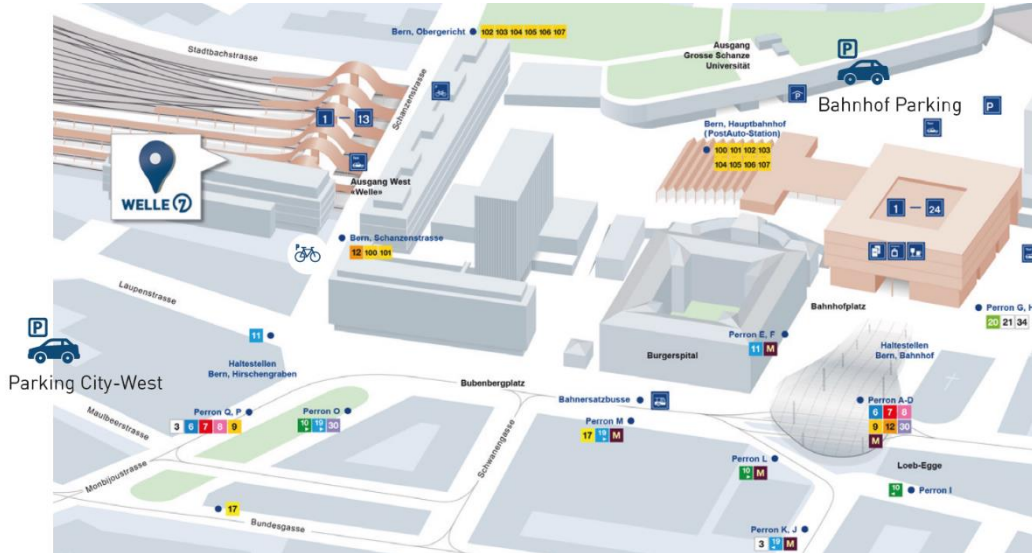 Bern, Obergericht 102 103 104 105 106 107
Stadtbachstrasse
Ausgang
Grosse Schanze
Universität
P
Bahnhof Parking
P
P
Schanzenstrasse
1 — 13
Bern, Hauptbahnhof
(PostAuto-Station)
100 101 102 103
104 105 106 107
WELLE 7
Ausgang West
«Welle»
1 — 24
P
Bern, Schanzenstrasse
12 100 101
Laupenstrasse
Bahnhofplatz
Perron G, H
20 21 34
P
Parking City-West
11
Haltestellen
Bern, Hirschengraben
Perron E, F
11 M
Burgerspital
Haltestellen
Bern, Bahnhof
Bubenbergplatz
Bahnersatzbusse
Perron A-D
6 7 8
9 12 30
M
Maulbeerstrasse
Perron Q, P
3 6 7 8 9
Perron O
10 19 30
Perron M
17 19 M
Schwanengasse
Perron L
10 M
Loeb-Egge
Monbijoustrasse
10 Perron I
17
Bundesgasse
Perron K, J
3 19 M